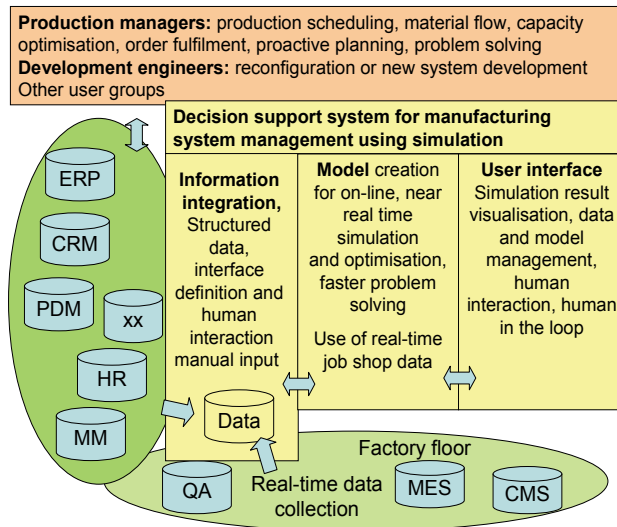 Production managers: production scheduling, material flow, capacity
optimisation, order fulfilment, proactive planning, problem solving
Development engineers: reconfiguration or new system development
Other user groups
Decision support system for manufacturing
system management using simulation
ERP
CRM
PDM
xx
HR
MM
Information
integration,
Structured
data,
interface
definition and
human
interaction
manual input
Data
Model creation
for on-line, near
real time
simulation
and optimisation,
faster problem
solving
Use of real-time
job shop data
User interface
Simulation result
visualisation, data
and model
management,
human
interaction, human
in the loop
Factory floor
QA
Real-time data
collection
MES
CMS